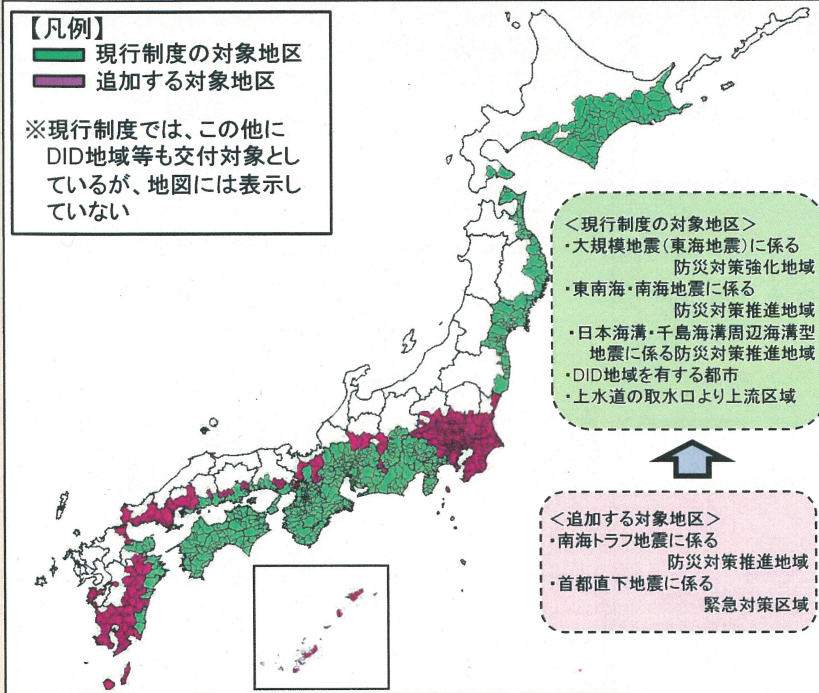 【凡例】
現行制度の対象地区
追加する対象地区
※現行制度では、この他に
DID地域等も交付対象とし
ているが、地図には表示し
ていない
＜現行制度の対象地区＞
・大規模地震（東海地震）に係る
防災対策強化地域
・東南海・南海地震に係る
防災対策推進地域
・日本海溝・千島海溝周辺海溝型
地震に係る防災対策推進地域
・DID地域を有する都市
・上水道の取水口より上流区域
＜追加する対象地区＞
・南海トラフ地震に係る
防災対策推進地域
・首都直下地震に係る
緊急対策区域